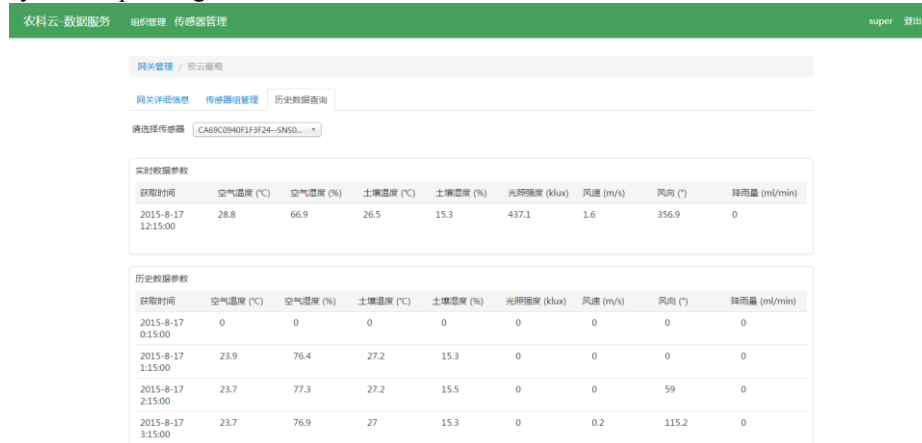 农科云-数据服务 组织管理 传感器管理 super 登出
网关管理 / 密云葡萄
网关详细信息 传感器组管理 历史数据查询
请选择传感器 CA69C0940F1F3F24--SNS0...
实时数据参数
获取时间 空气温度 (℃) 空气湿度 (%) 土壤温度 (℃) 土壤湿度 (%) 光照强度 (klux) 风速 (m/s) 风向 (°) 降雨量 (ml/min)
2015-8-17 28.8 66.9 26.5 15.3 437.1 1.6 356.9 0
12:15:00
历史数据参数
获取时间 空气温度 (℃) 空气湿度 (%) 土壤温度 (℃) 土壤湿度 (%) 光照强度 (klux) 风速 (m/s) 风向 (°) 降雨量 (ml/min)
2015-8-17 0 0 0 0 0 0 0 0
0:15:00
2015-8-17 23.9 76.4 27.2 15.3 0 0 0 0
1:15:00
2015-8-17 23.7 77.3 27.2 15.5 0 0 59 0
2:15:00
2015-8-17 23.7 76.9 27 15.3 0 0.2 115.2 0
3:15:00